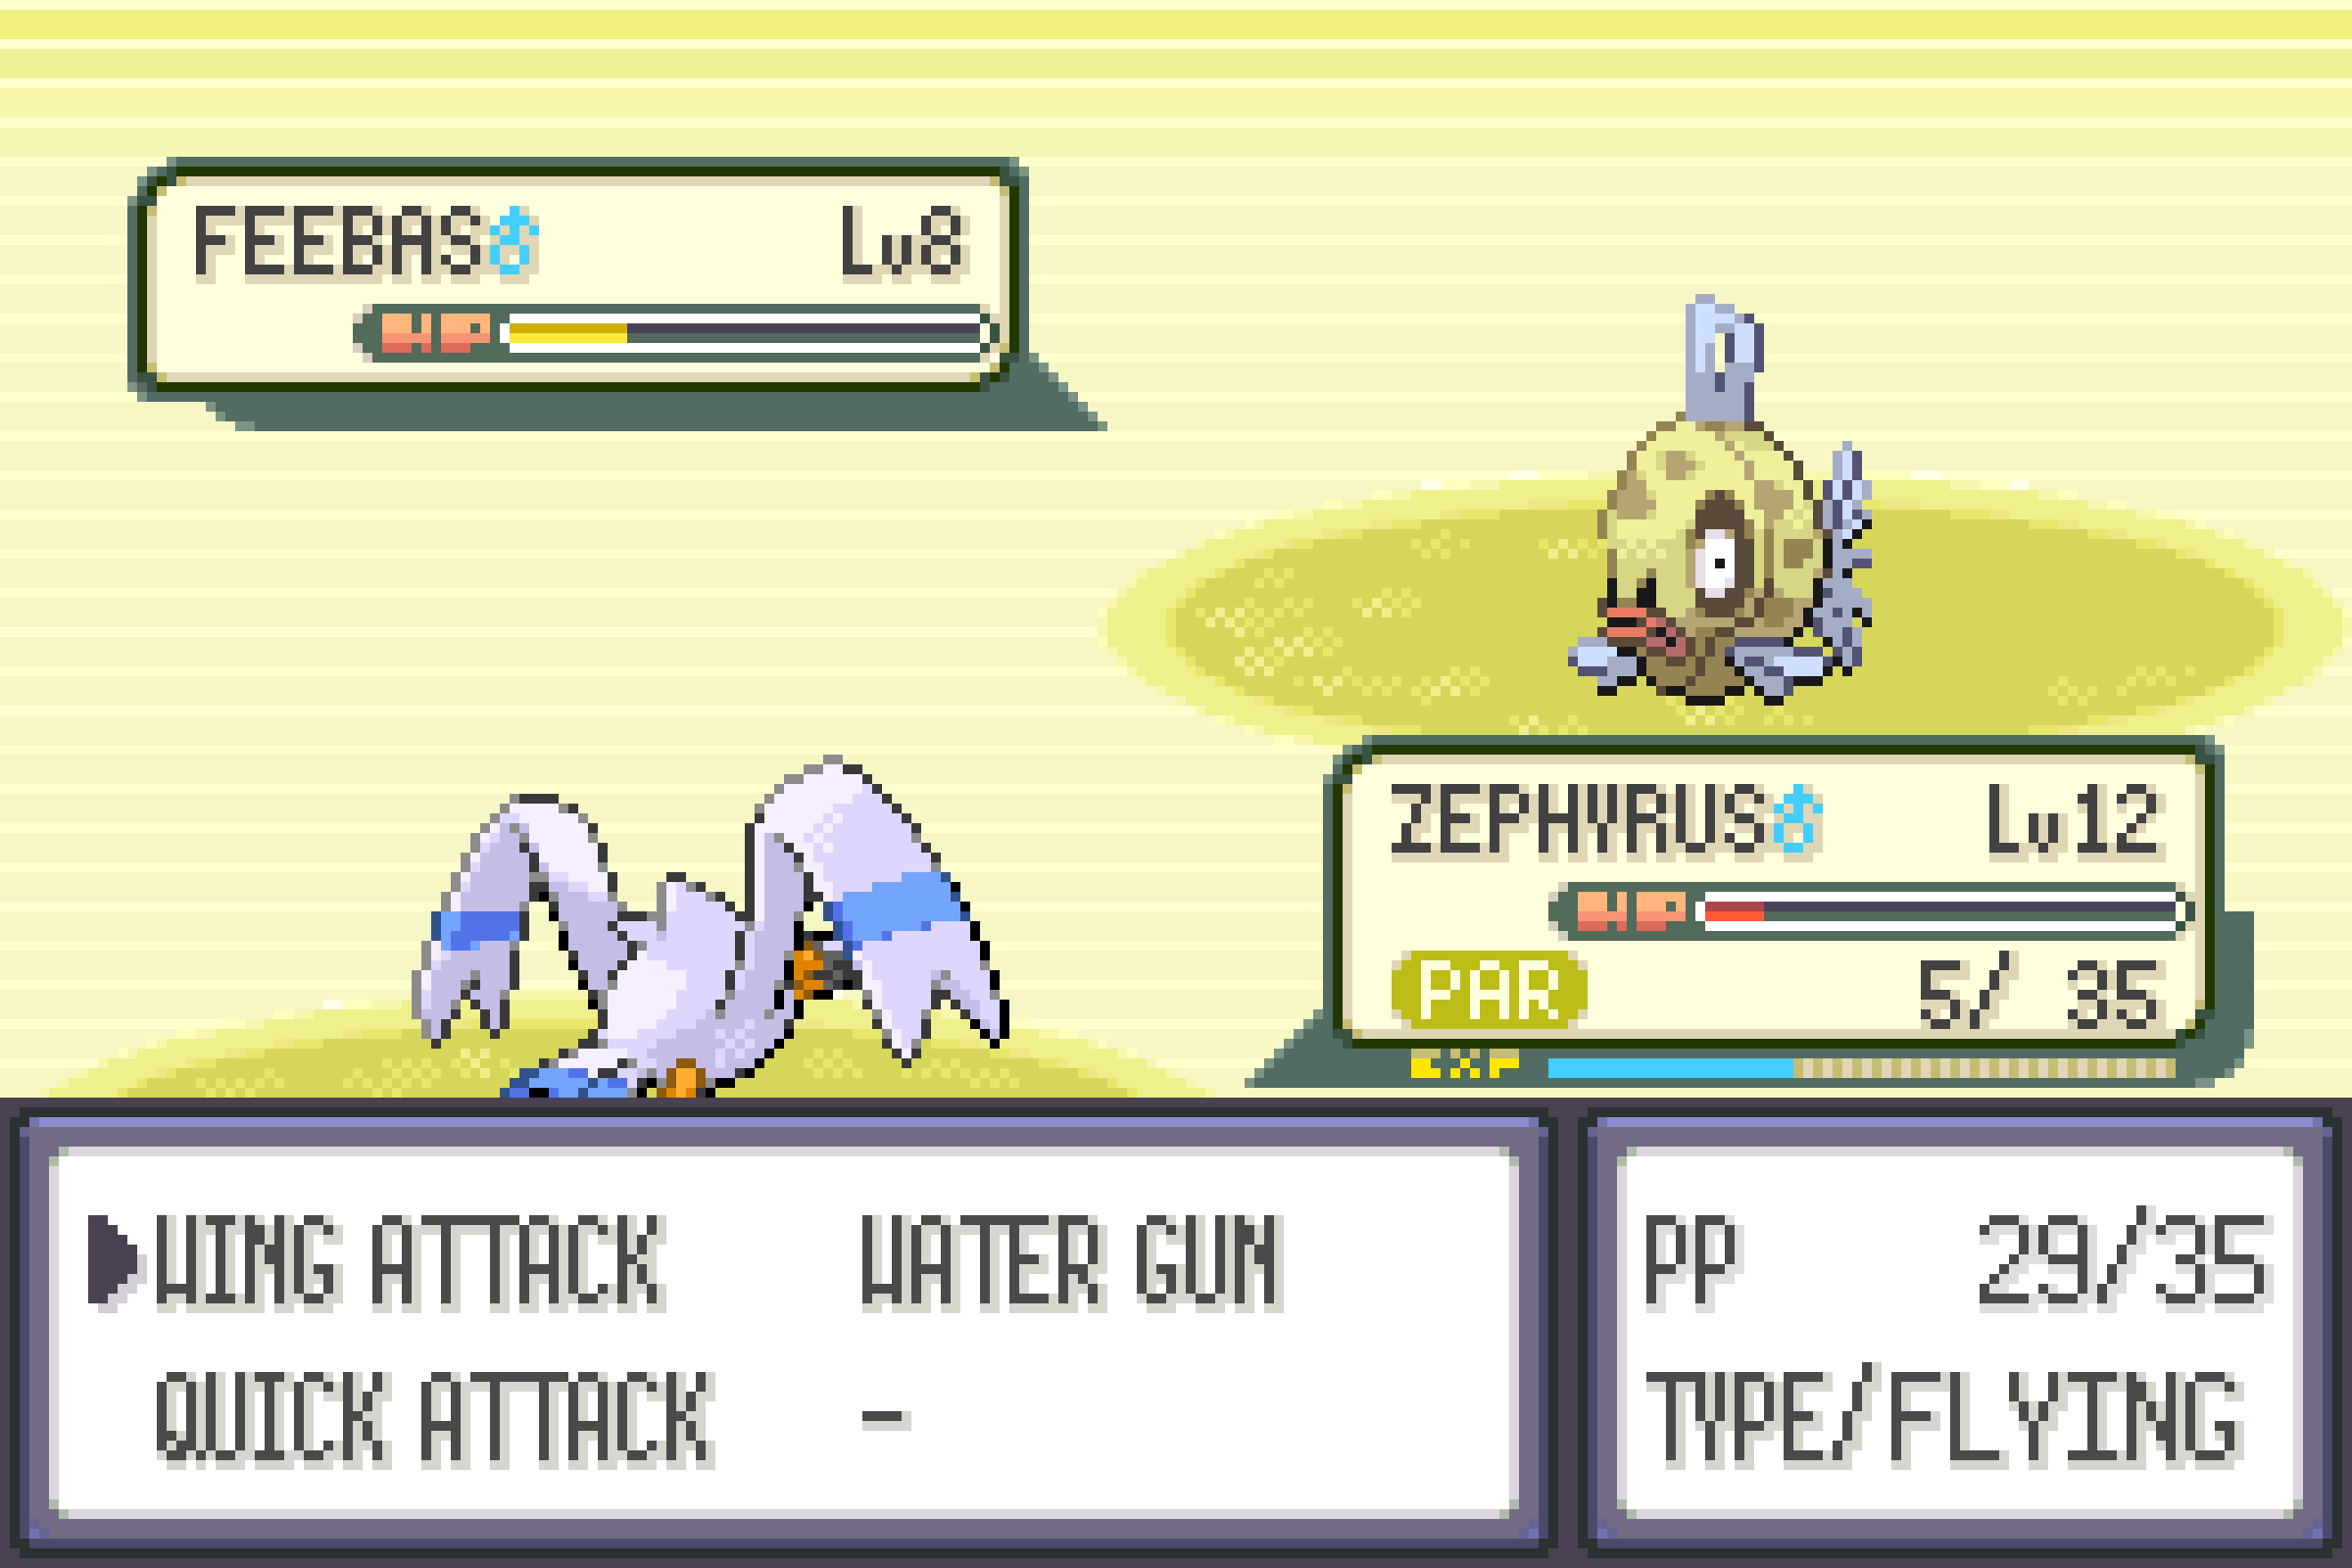 FEEBAS♂ Lv8
HP
ZEPHYRUS♂ Lv12
HP
PAR 5/ 35
EXP
WING ATTACK WATER GUN
QUICK ATTACK -
PP 29/35
TYPE/FLYING